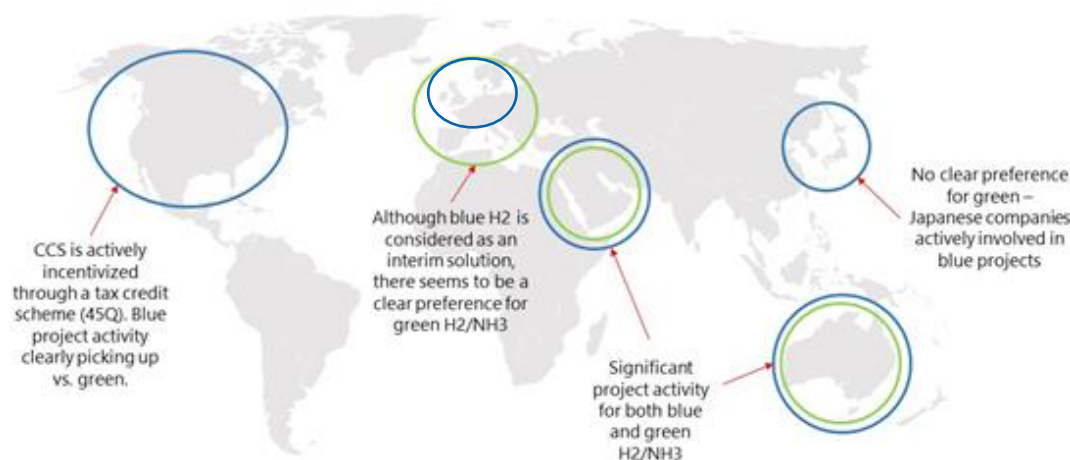 CCS is actively
incentivized
through a tax credit
scheme (45Q). Blue
project activity
clearly picking up
vs. green.
Although blue H2 is
considered as an
interim solution,
there seems to be a
clear preference for
green H2/NH3
Significant
project activity
for both blue
and green
H2/NH3
No clear preference
for green –
Japanese companies
actively involved in
blue projects